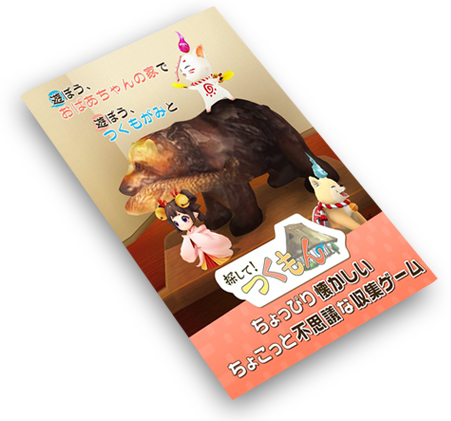 遊ぼう、
おばあちゃんの家で
遊ぼう、
つくもがみと
探して!
つくもん
ちょっぴり懐かしい
ちょこっと不思議な収集ゲーム